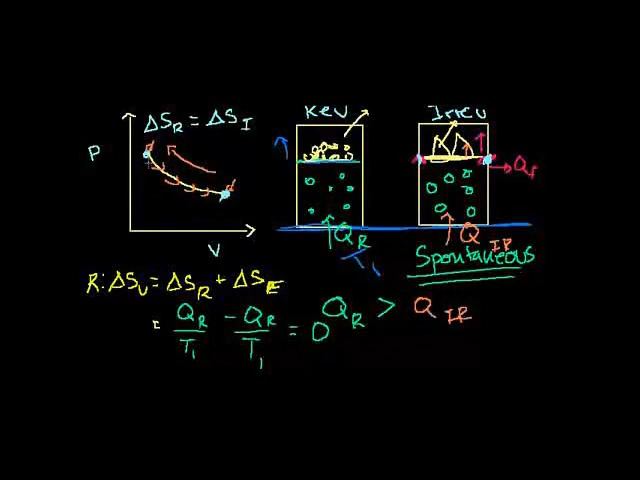 ΔS_R = ΔS_I
Rev
Irrev
P
Q_f
Q_R
Q_IR
V
T_1
Spontaneous
R: ΔS_U = ΔS_R + ΔS_E
= Q_R/T_1 - Q_R/T_1 = 0
Q_R > Q_IR